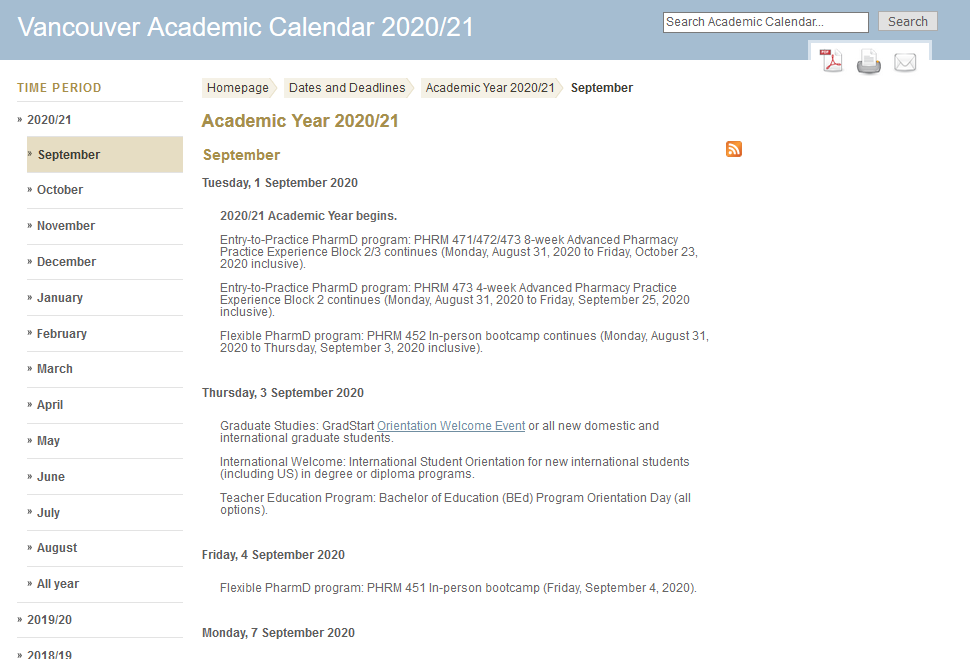 Vancouver Academic Calendar 2020/21
Search Academic Calendar...
Search
TIME PERIOD
» 2020/21
» September
» October
» November
» December
» January
» February
» March
» April
» May
» June
» July
» August
» All year
» 2019/20
» 2018/19
Homepage
Dates and Deadlines
Academic Year 2020/21
September
Academic Year 2020/21
September
Tuesday, 1 September 2020
2020/21 Academic Year begins.
Entry-to-Practice PharmD program: PHRM 471/472/473 8-week Advanced Pharmacy
Practice Experience Block 2/3 continues (Monday, August 31, 2020 to Friday, October 23,
2020 inclusive).
Entry-to-Practice PharmD program: PHRM 473 4-week Advanced Pharmacy Practice
Experience Block 2 continues (Monday, August 31, 2020 to Friday, September 25, 2020
inclusive).
Flexible PharmD program: PHRM 452 In-person bootcamp continues (Monday, August 31,
2020 to Thursday, September 3, 2020 inclusive).
Thursday, 3 September 2020
Graduate Studies: GradStart Orientation Welcome Event or all new domestic and
international graduate students.
International Welcome: International Student Orientation for new international students
(including US) in degree or diploma programs.
Teacher Education Program: Bachelor of Education (BEd) Program Orientation Day (all
options).
Friday, 4 September 2020
Flexible PharmD program: PHRM 451 In-person bootcamp (Friday, September 4, 2020).
Monday, 7 September 2020